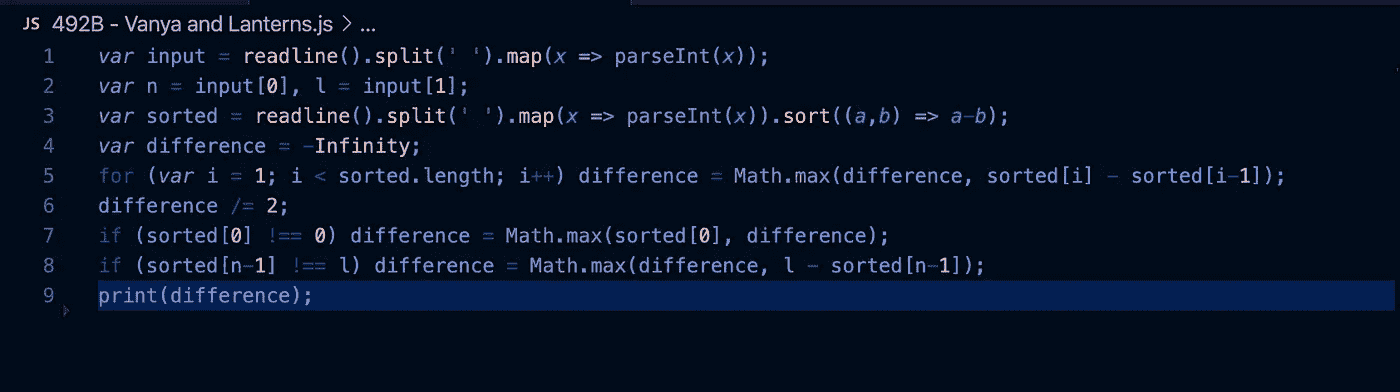 JS 492B - Vanya and Lanterns.js > ...
1 var input = readline().split(' ').map(x => parseInt(x));
2 var n = input[0], l = input[1];
3 var sorted = readline().split(' ').map(x => parseInt(x)).sort((a,b) => a-b);
4 var difference = -Infinity;
5 for (var i = 1; i < sorted.length; i++) difference = Math.max(difference, sorted[i] - sorted[i-1]);
6 difference /= 2;
7 if (sorted[0] !== 0) difference = Math.max(sorted[0], difference);
8 if (sorted[n-1] !== l) difference = Math.max(difference, l - sorted[n-1]);
9 print(difference);